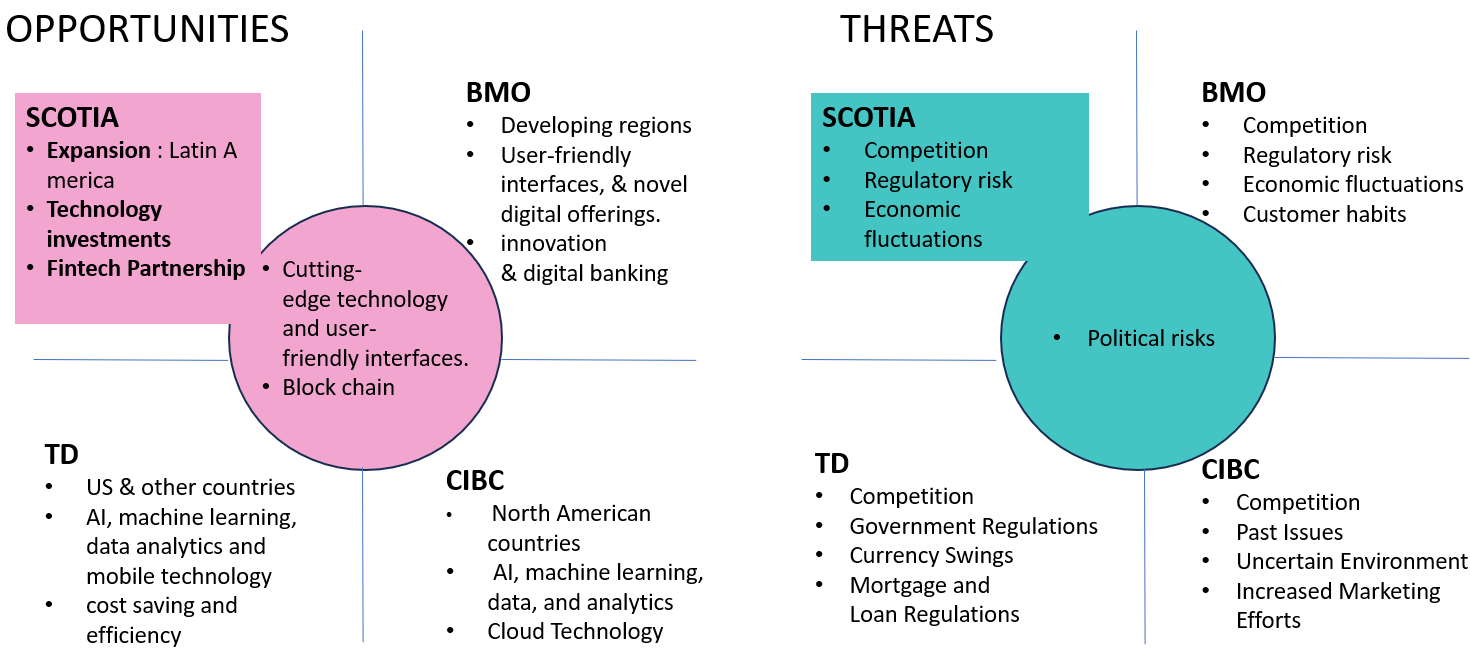 OPPORTUNITIES
SCOTIA
• Expansion : Latin A
merica
• Technology
investments
• Fintech Partnership
BMO
• Developing regions
• User-friendly
interfaces, & novel
digital offerings.
• innovation
& digital banking
• Cutting-
edge technology
and user-
friendly interfaces.
• Block chain
TD
• US & other countries
• AI, machine learning,
data analytics and
mobile technology
• cost saving and
efficiency
CIBC
• North American
countries
• AI, machine learning,
data, and analytics
• Cloud Technology
THREATS
SCOTIA
• Competition
• Regulatory risk
• Economic
fluctuations
BMO
• Competition
• Regulatory risk
• Economic fluctuations
• Customer habits
• Political risks
TD
• Competition
• Government Regulations
• Currency Swings
• Mortgage and
Loan Regulations
CIBC
• Competition
• Past Issues
• Uncertain Environment
• Increased Marketing
Efforts